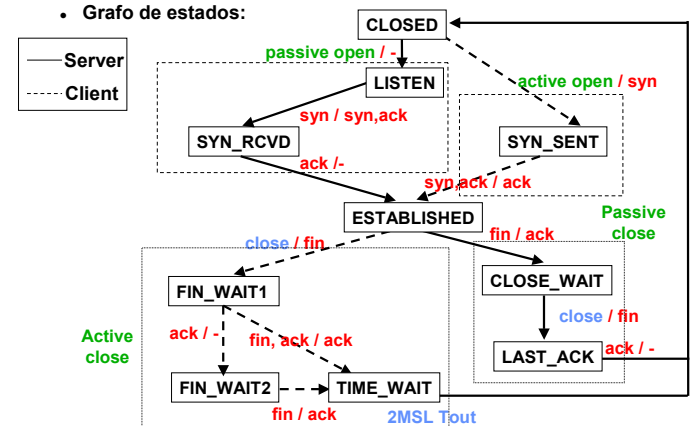 • Grafo de estados:
CLOSED
Server
Client
passive open / -
active open / syn
LISTEN
syn / syn,ack
SYN_RCVD
SYN_SENT
ack /-
syn,ack / ack
ESTABLISHED
Passive
close
close / fin
fin / ack
FIN_WAIT1
CLOSE_WAIT
close / fin
Active
close
ack / -
fin, ack / ack
LAST_ACK
ack / -
FIN_WAIT2
TIME_WAIT
fin / ack
2MSL Tout